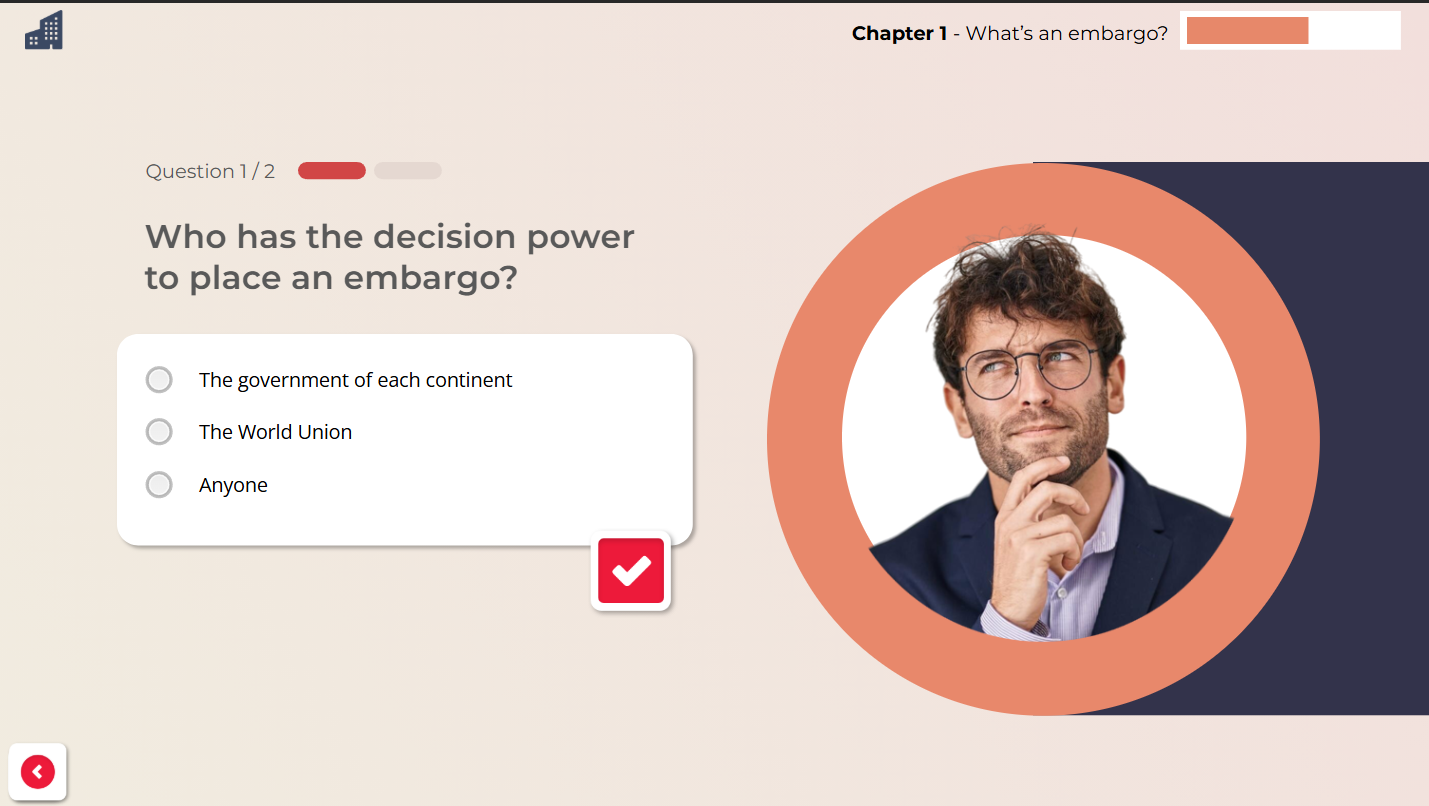 Chapter 1 - What's an embargo?
Question 1 / 2
Who has the decision power
to place an embargo?
The government of each continent
The World Union
Anyone